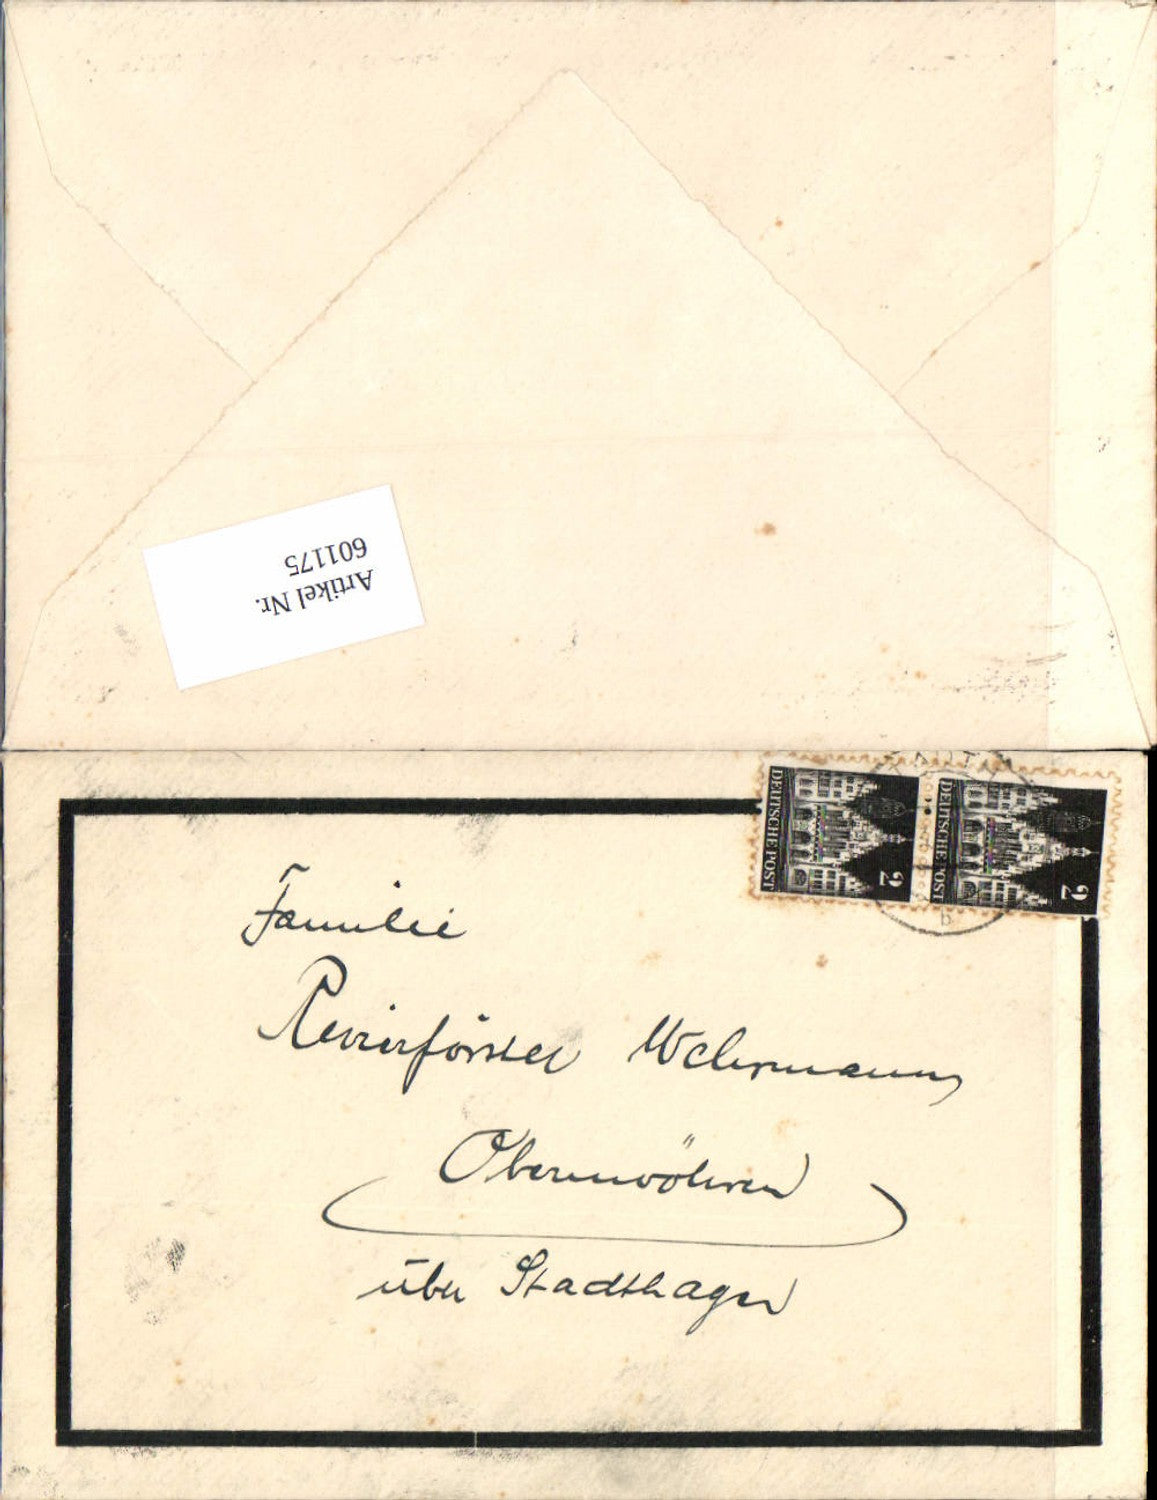 Artikel Nr.
601175
DEUTSCHE POST
2
DEUTSCHE POST
2
b
Familie
Revierförster Wehrmann
Obernwöhren
über Stadthagen